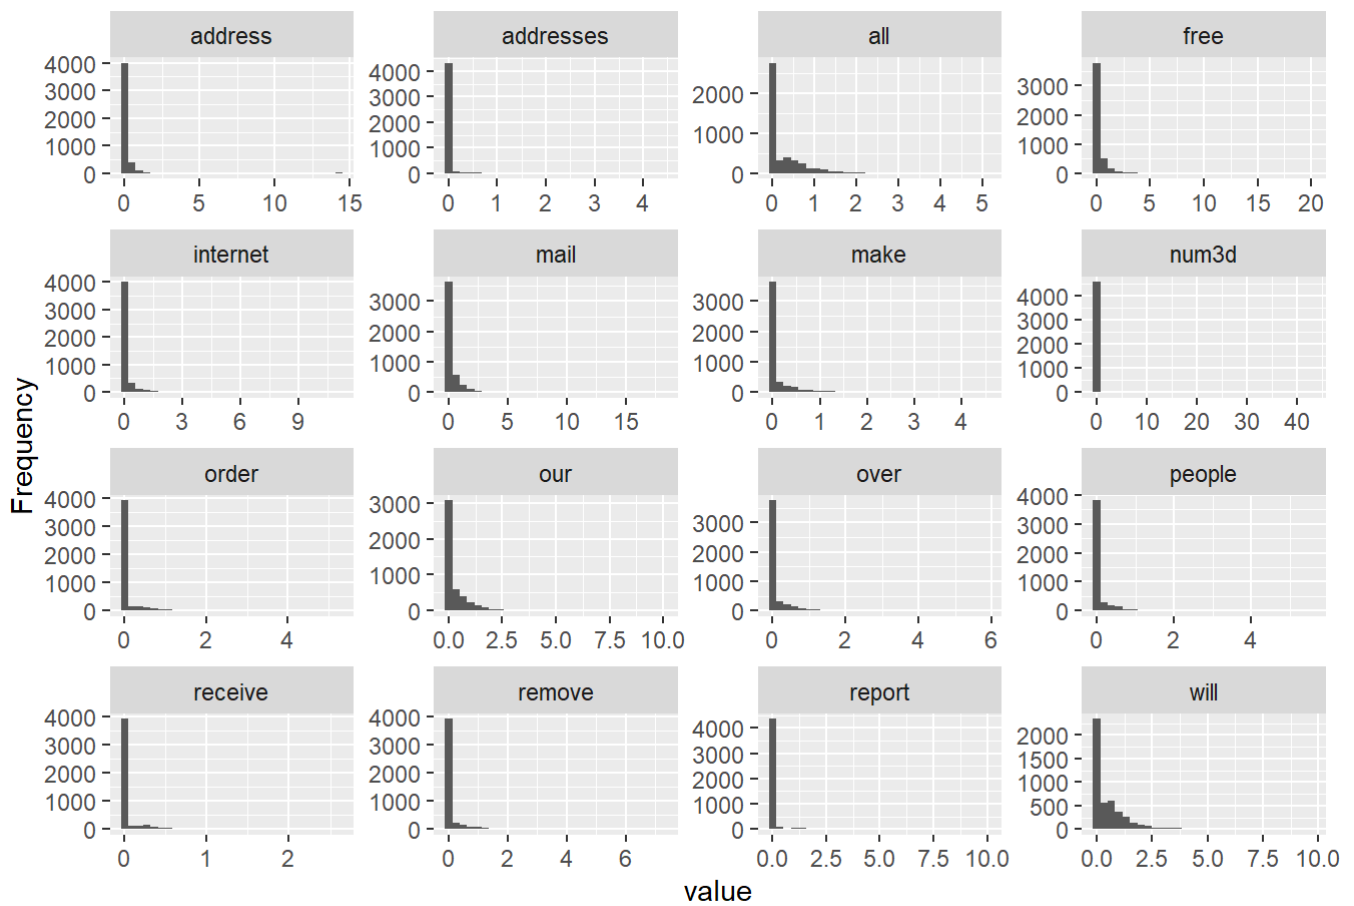 address addresses all free
4000 4000 3000
3000 3000 2000 2000
2000 2000 1000 1000
1000 1000
0 0 0 0
0 5 10 15 0 1 2 3 4 0 1 2 3 4 5 0 5 10 15 20
internet mail make num3d
4000 3000 3000 4000
3000 2000 2000 3000
2000 1000 1000 2000
1000 1000
0 0 0 0
0 3 6 9 0 5 10 15 0 1 2 3 4 0 10 20 30 40
Frequency
order our over people
4000 3000 3000 4000
3000 2000 2000 3000
2000 1000 1000 2000
1000 1000
0 0 0 0
0 2 4 0.0 2.5 5.0 7.5 10.0 0 2 4 6 0 2 4
receive remove report will
4000 4000 4000 2000
3000 3000 3000 1500
2000 2000 2000 1000
1000 1000 1000 500
0 0 0 0
0 1 2 0 2 4 6 0.0 2.5 5.0 7.5 10.0 0.0 2.5 5.0 7.5 10.0
value